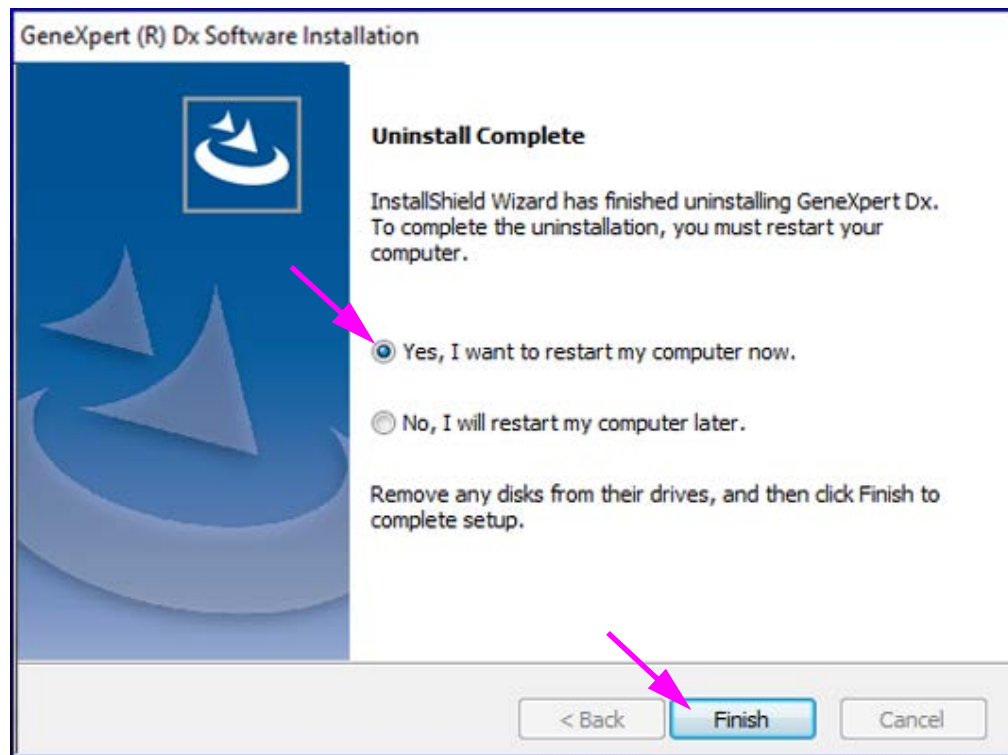 GeneXpert (R) Dx Software Installation
Uninstall Complete
InstallShield Wizard has finished uninstalling GeneXpert Dx.
To complete the uninstallation, you must restart your
computer.
Yes, I want to restart my computer now.
No, I will restart my computer later.
Remove any disks from their drives, and then click Finish to
complete setup.
< Back
Finish
Cancel